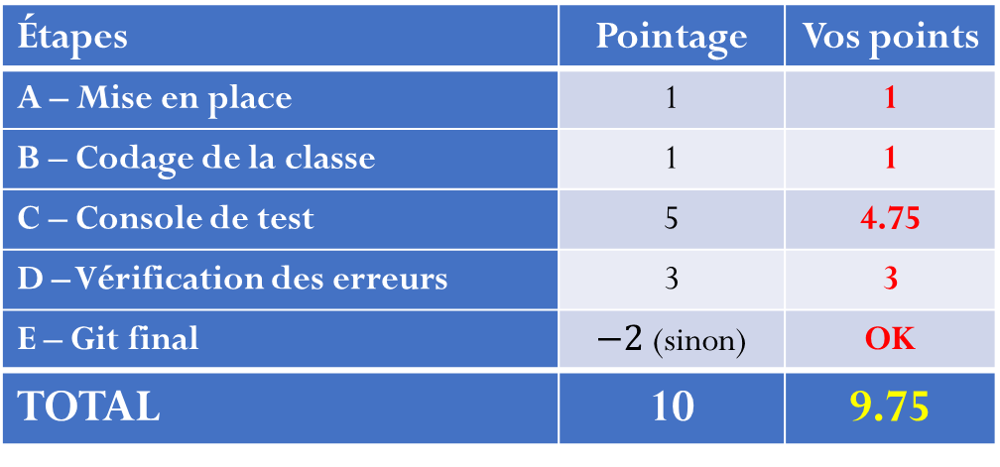 Étapes Pointage Vos points
A – Mise en place 1 1
B – Codage de la classe 1 1
C – Console de test 5 4.75
D – Vérification des erreurs 3 3
E – Git final −2 (sinon) OK
TOTAL 10 9.75